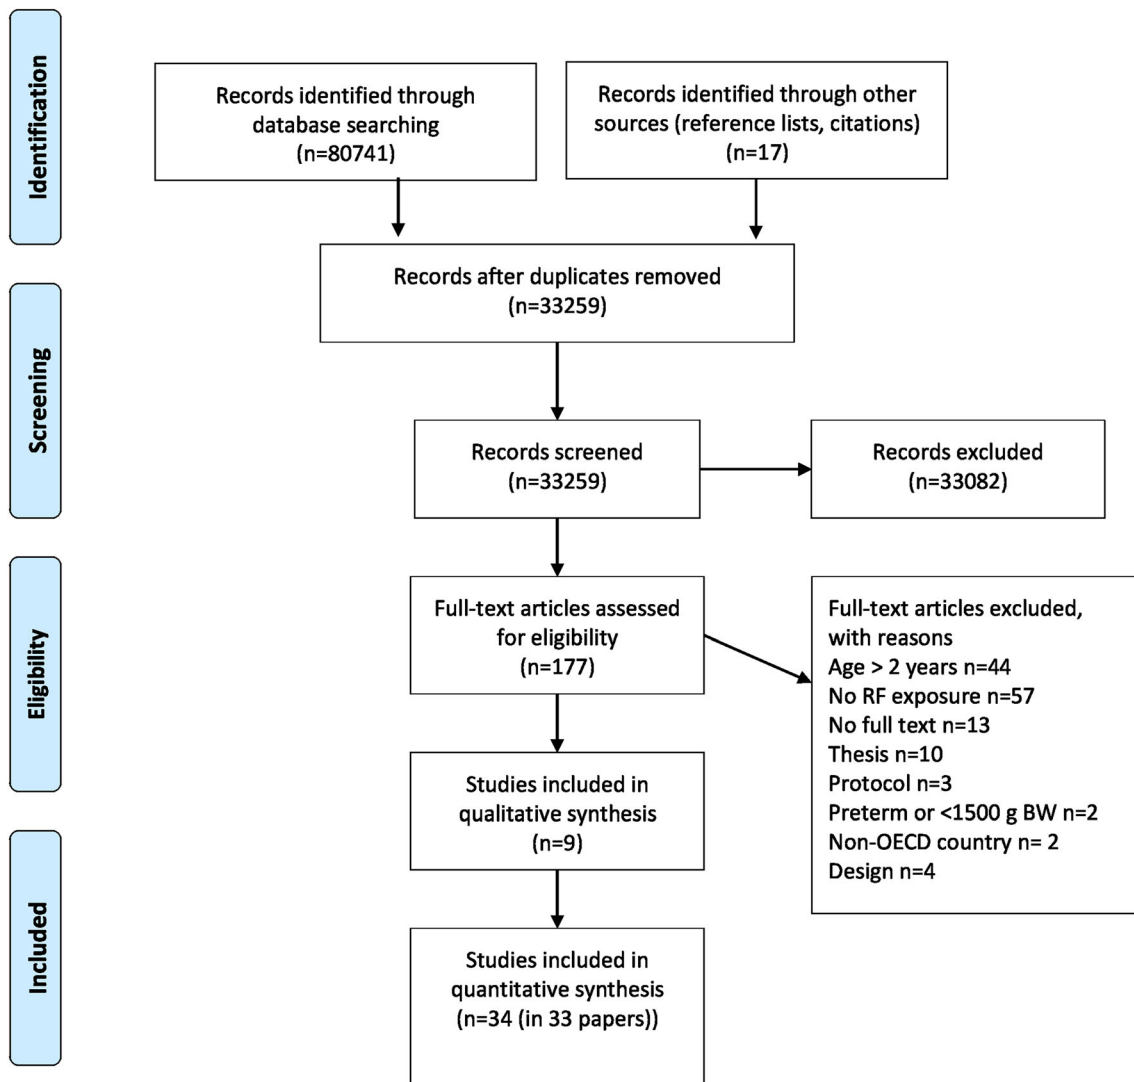 Identification
Records identified through
database searching
(n=80741)
Records identified through other
sources (reference lists, citations)
(n=17)
Records after duplicates removed
(n=33259)
Screening
Records screened
(n=33259)
Records excluded
(n=33082)
Eligibility
Full-text articles assessed
for eligibility
(n=177)
Full-text articles excluded,
with reasons
Age > 2 years n=44
No RF exposure n=57
No full text n=13
Thesis n=10
Protocol n=3
Preterm or <1500 g BW n=2
Non-OECD country n= 2
Design n=4
Studies included in
qualitative synthesis
(n=9)
Included
Studies included in
quantitative synthesis
(n=34 (in 33 papers))